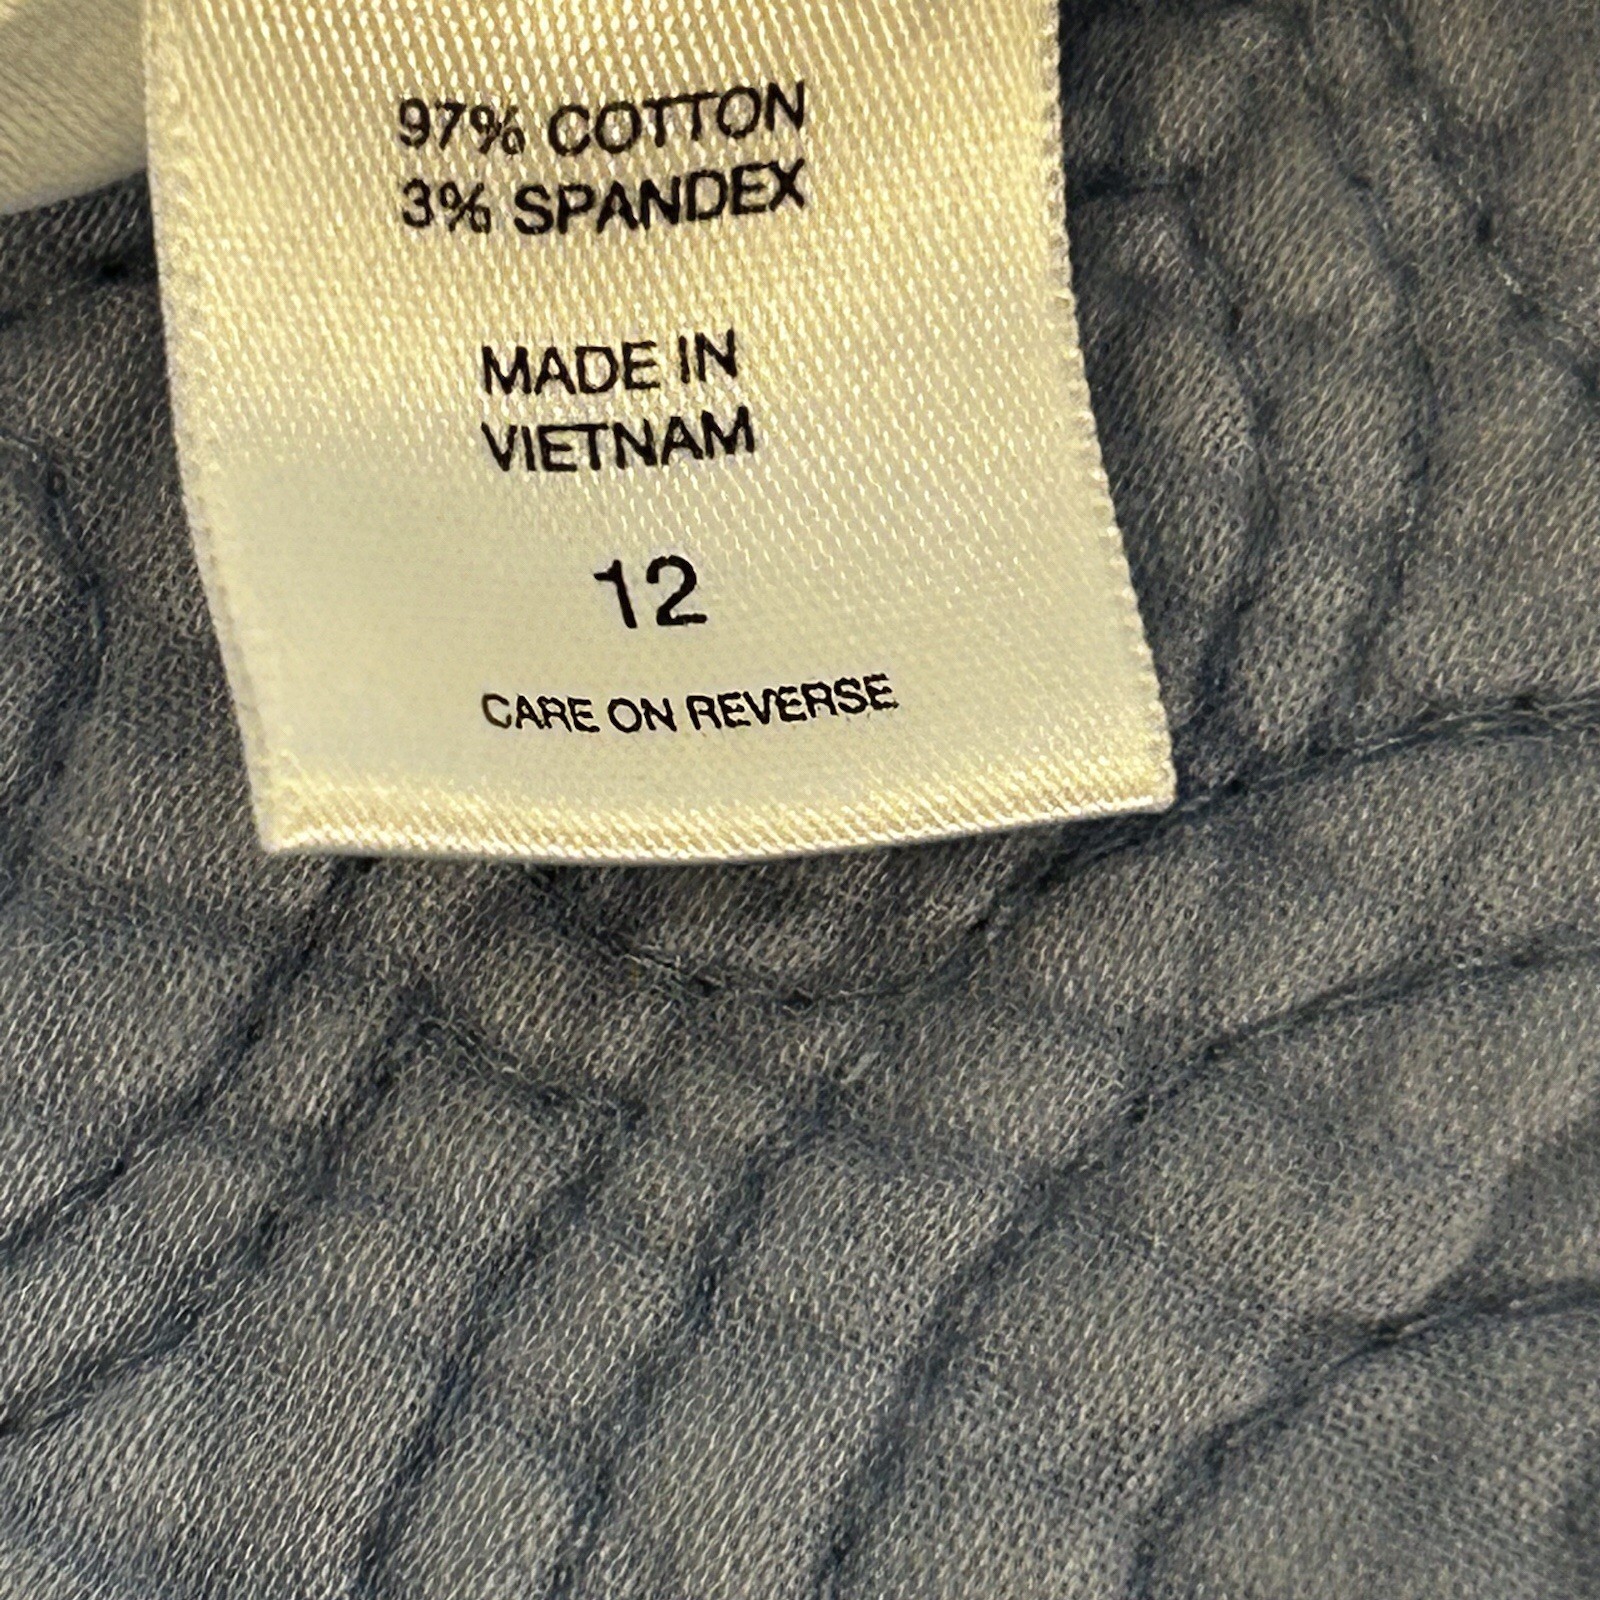 97% COTTON
3% SPANDEX
MADE IN
VIETNAM
12
CARE ON REVERSE